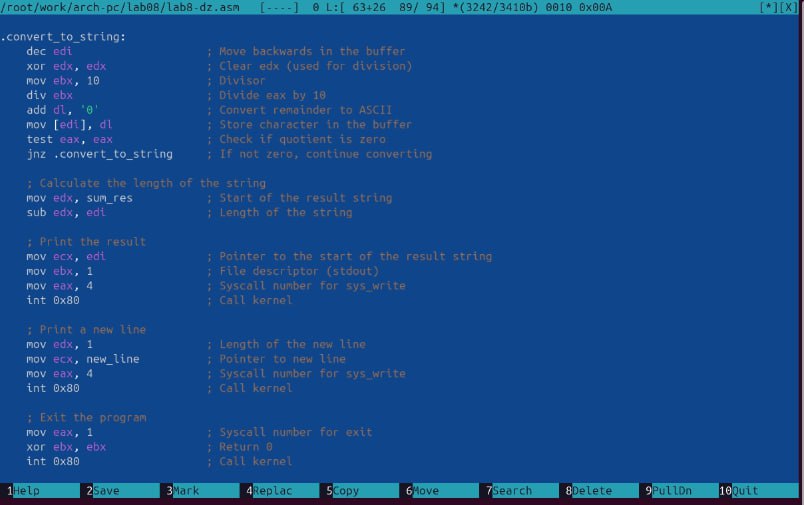 /root/work/arch-pc/lab08/lab8-dz.asm [----] 0 L:[ 63+26 89/ 94] *(3242/3410b) 0010 0x00A [*][X]
.convert_to_string:
dec edi ; Move backwards in the buffer
xor edx, edx ; Clear edx (used for division)
mov ebx, 10 ; Divisor
div ebx ; Divide eax by 10
add dl, '0' ; Convert remainder to ASCII
mov [edi], dl ; Store character in the buffer
test eax, eax ; Check if quotient is zero
jnz .convert_to_string ; If not zero, continue converting
; Calculate the length of the string
mov edx, sum_res ; Start of the result string
sub edx, edi ; Length of the string
; Print the result
mov ecx, edi ; Pointer to the start of the result string
mov ebx, 1 ; File descriptor (stdout)
mov eax, 4 ; Syscall number for sys_write
int 0x80 ; Call kernel
; Print a new line
mov edx, 1 ; Length of the new line
mov ecx, new_line ; Pointer to new line
mov eax, 4 ; Syscall number for sys_write
int 0x80 ; Call kernel
; Exit the program
mov eax, 1 ; Syscall number for exit
xor ebx, ebx ; Return 0
int 0x80 ; Call kernel
1Help 2Save 3Mark 4Replac 5Copy 6Move 7Search 8Delete 9PullDn 10Quit